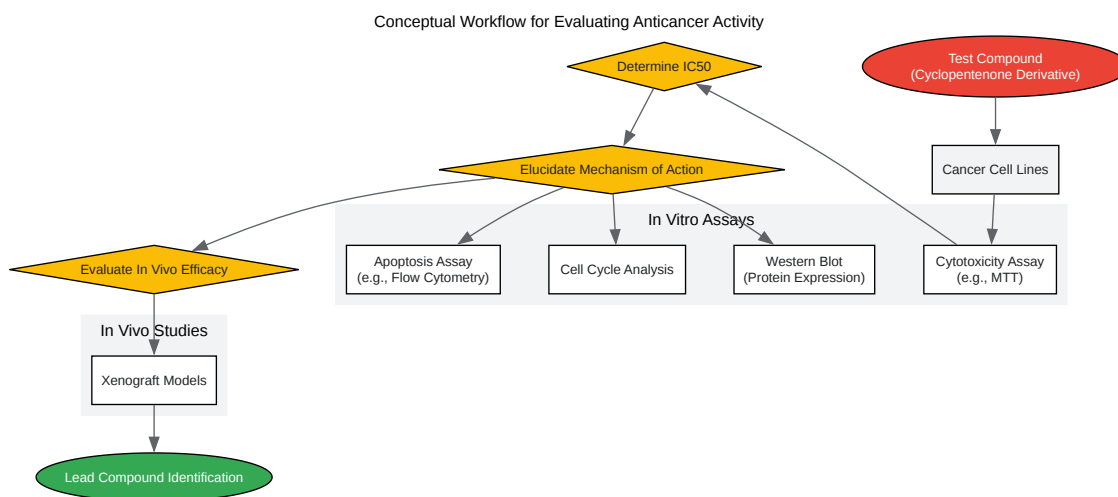 Conceptual Workflow for Evaluating Anticancer Activity
Determine IC50
Test Compound
(Cyclopentenone Derivative)
Elucidate Mechanism of Action
Cancer Cell Lines
In Vitro Assays
Evaluate In Vivo Efficacy
Apoptosis Assay
(e.g., Flow Cytometry)
Cell Cycle Analysis
Western Blot
(Protein Expression)
Cytotoxicity Assay
(e.g., MTT)
In Vivo Studies
Xenograft Models
Lead Compound Identification